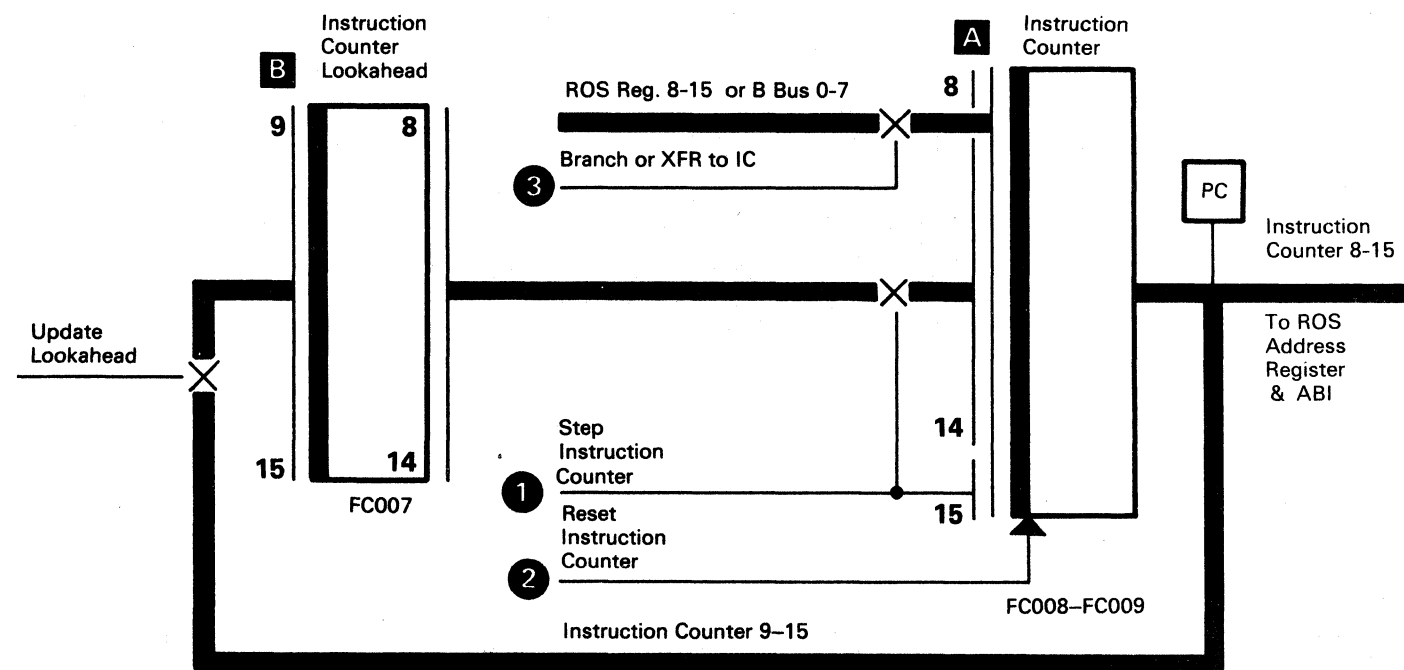 Instruction
Counter
Lookahead
B
9
8
15
14
FC007
ROS Reg. 8-15 or B Bus 0-7
Branch or XFR to IC
3
A
Instruction
Counter
8
14
15
Update
Lookahead
Step
Instruction
Counter
1
Reset
Instruction
Counter
2
FC008–FC009
PC
Instruction
Counter 8-15
To ROS
Address
Register
& ABI
Instruction Counter 9–15